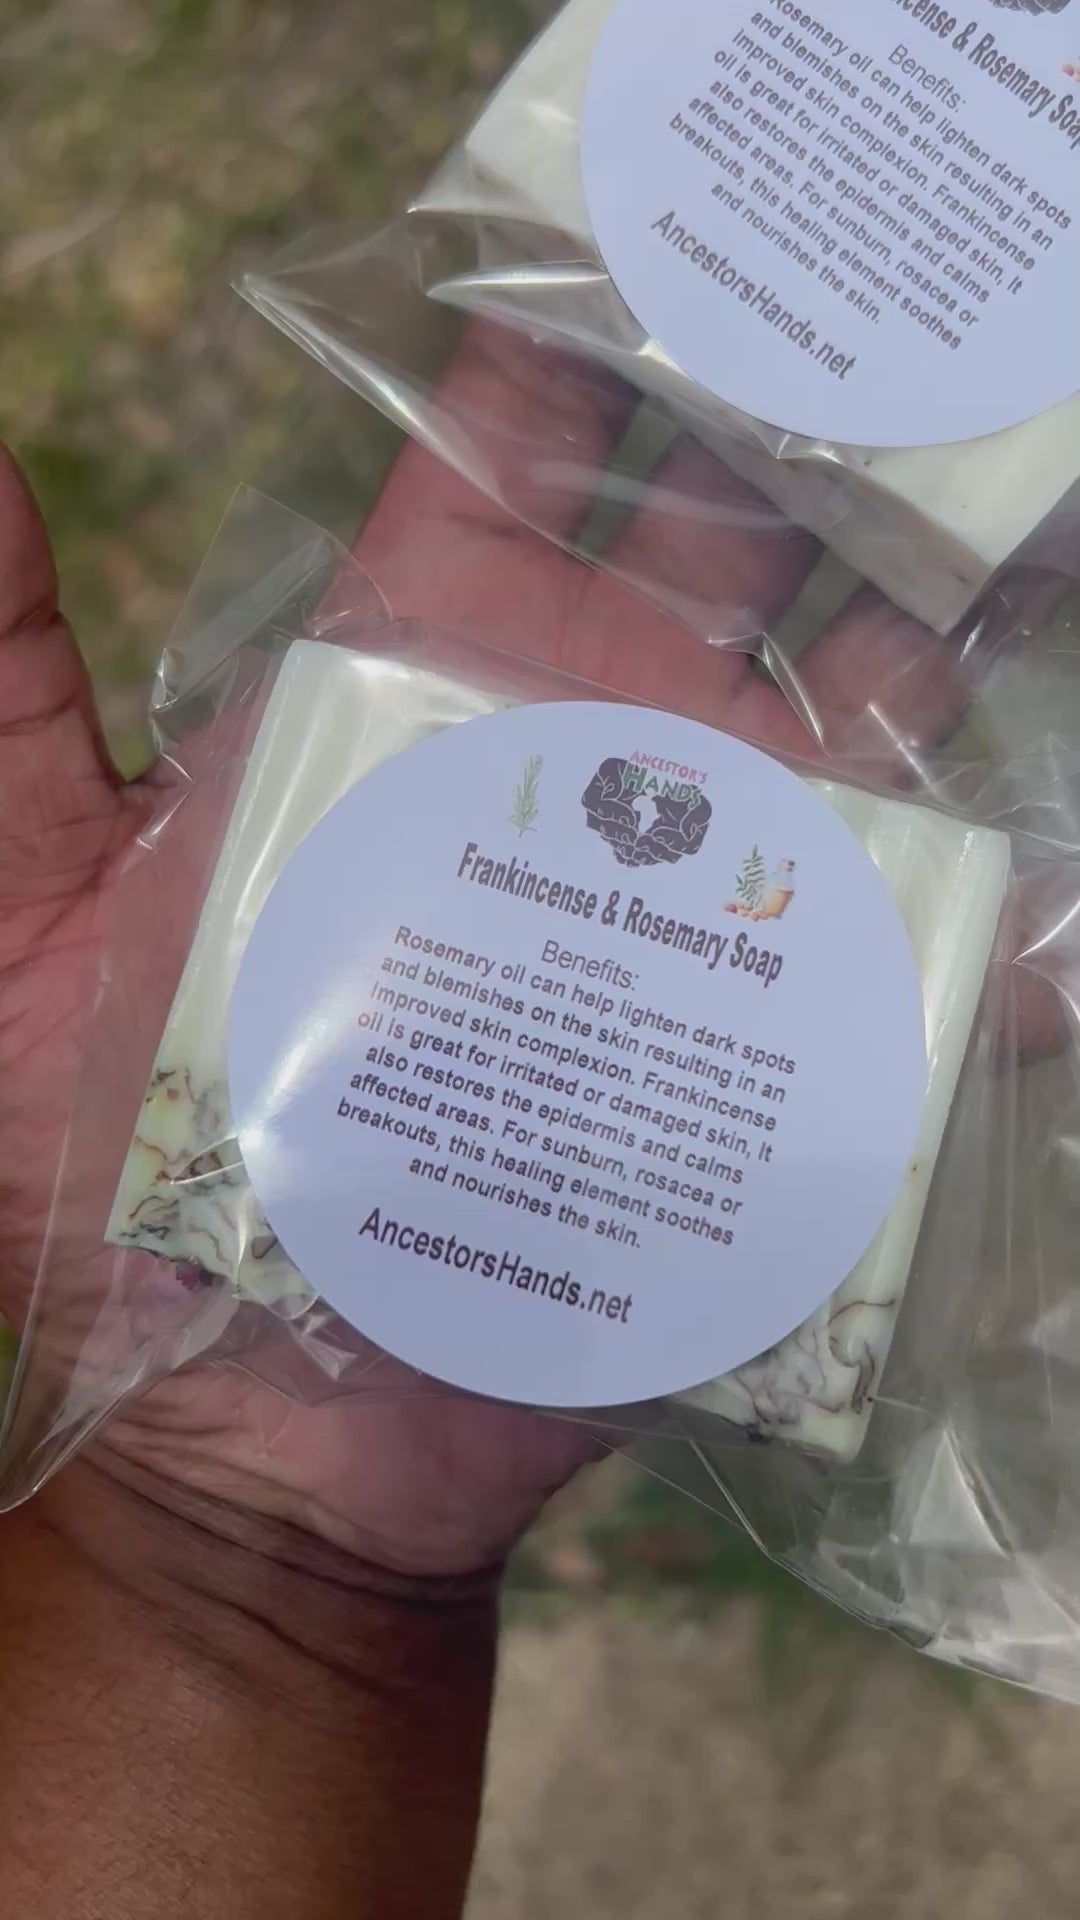 ncense & Rosemary Soap
Benefits:
Rosemary oil can help lighten dark spots
and blemishes on the skin resulting in an
improved skin complexion. Frankincense
oil is great for irritated or damaged skin, It
also restores the epidermis and calms
affected areas. For sunburn, rosacea or
breakouts, this healing element soothes
and nourishes the skin.
AncestorsHands.net
ANCESTOR'S
HANDS
Frankincense & Rosemary Soap
Benefits:
Rosemary oil can help lighten dark spots
and blemishes on the skin resulting in an
improved skin complexion. Frankincense
oil is great for irritated or damaged skin, It
also restores the epidermis and calms
affected areas. For sunburn, rosacea or
breakouts, this healing element soothes
and nourishes the skin.
AncestorsHands.net